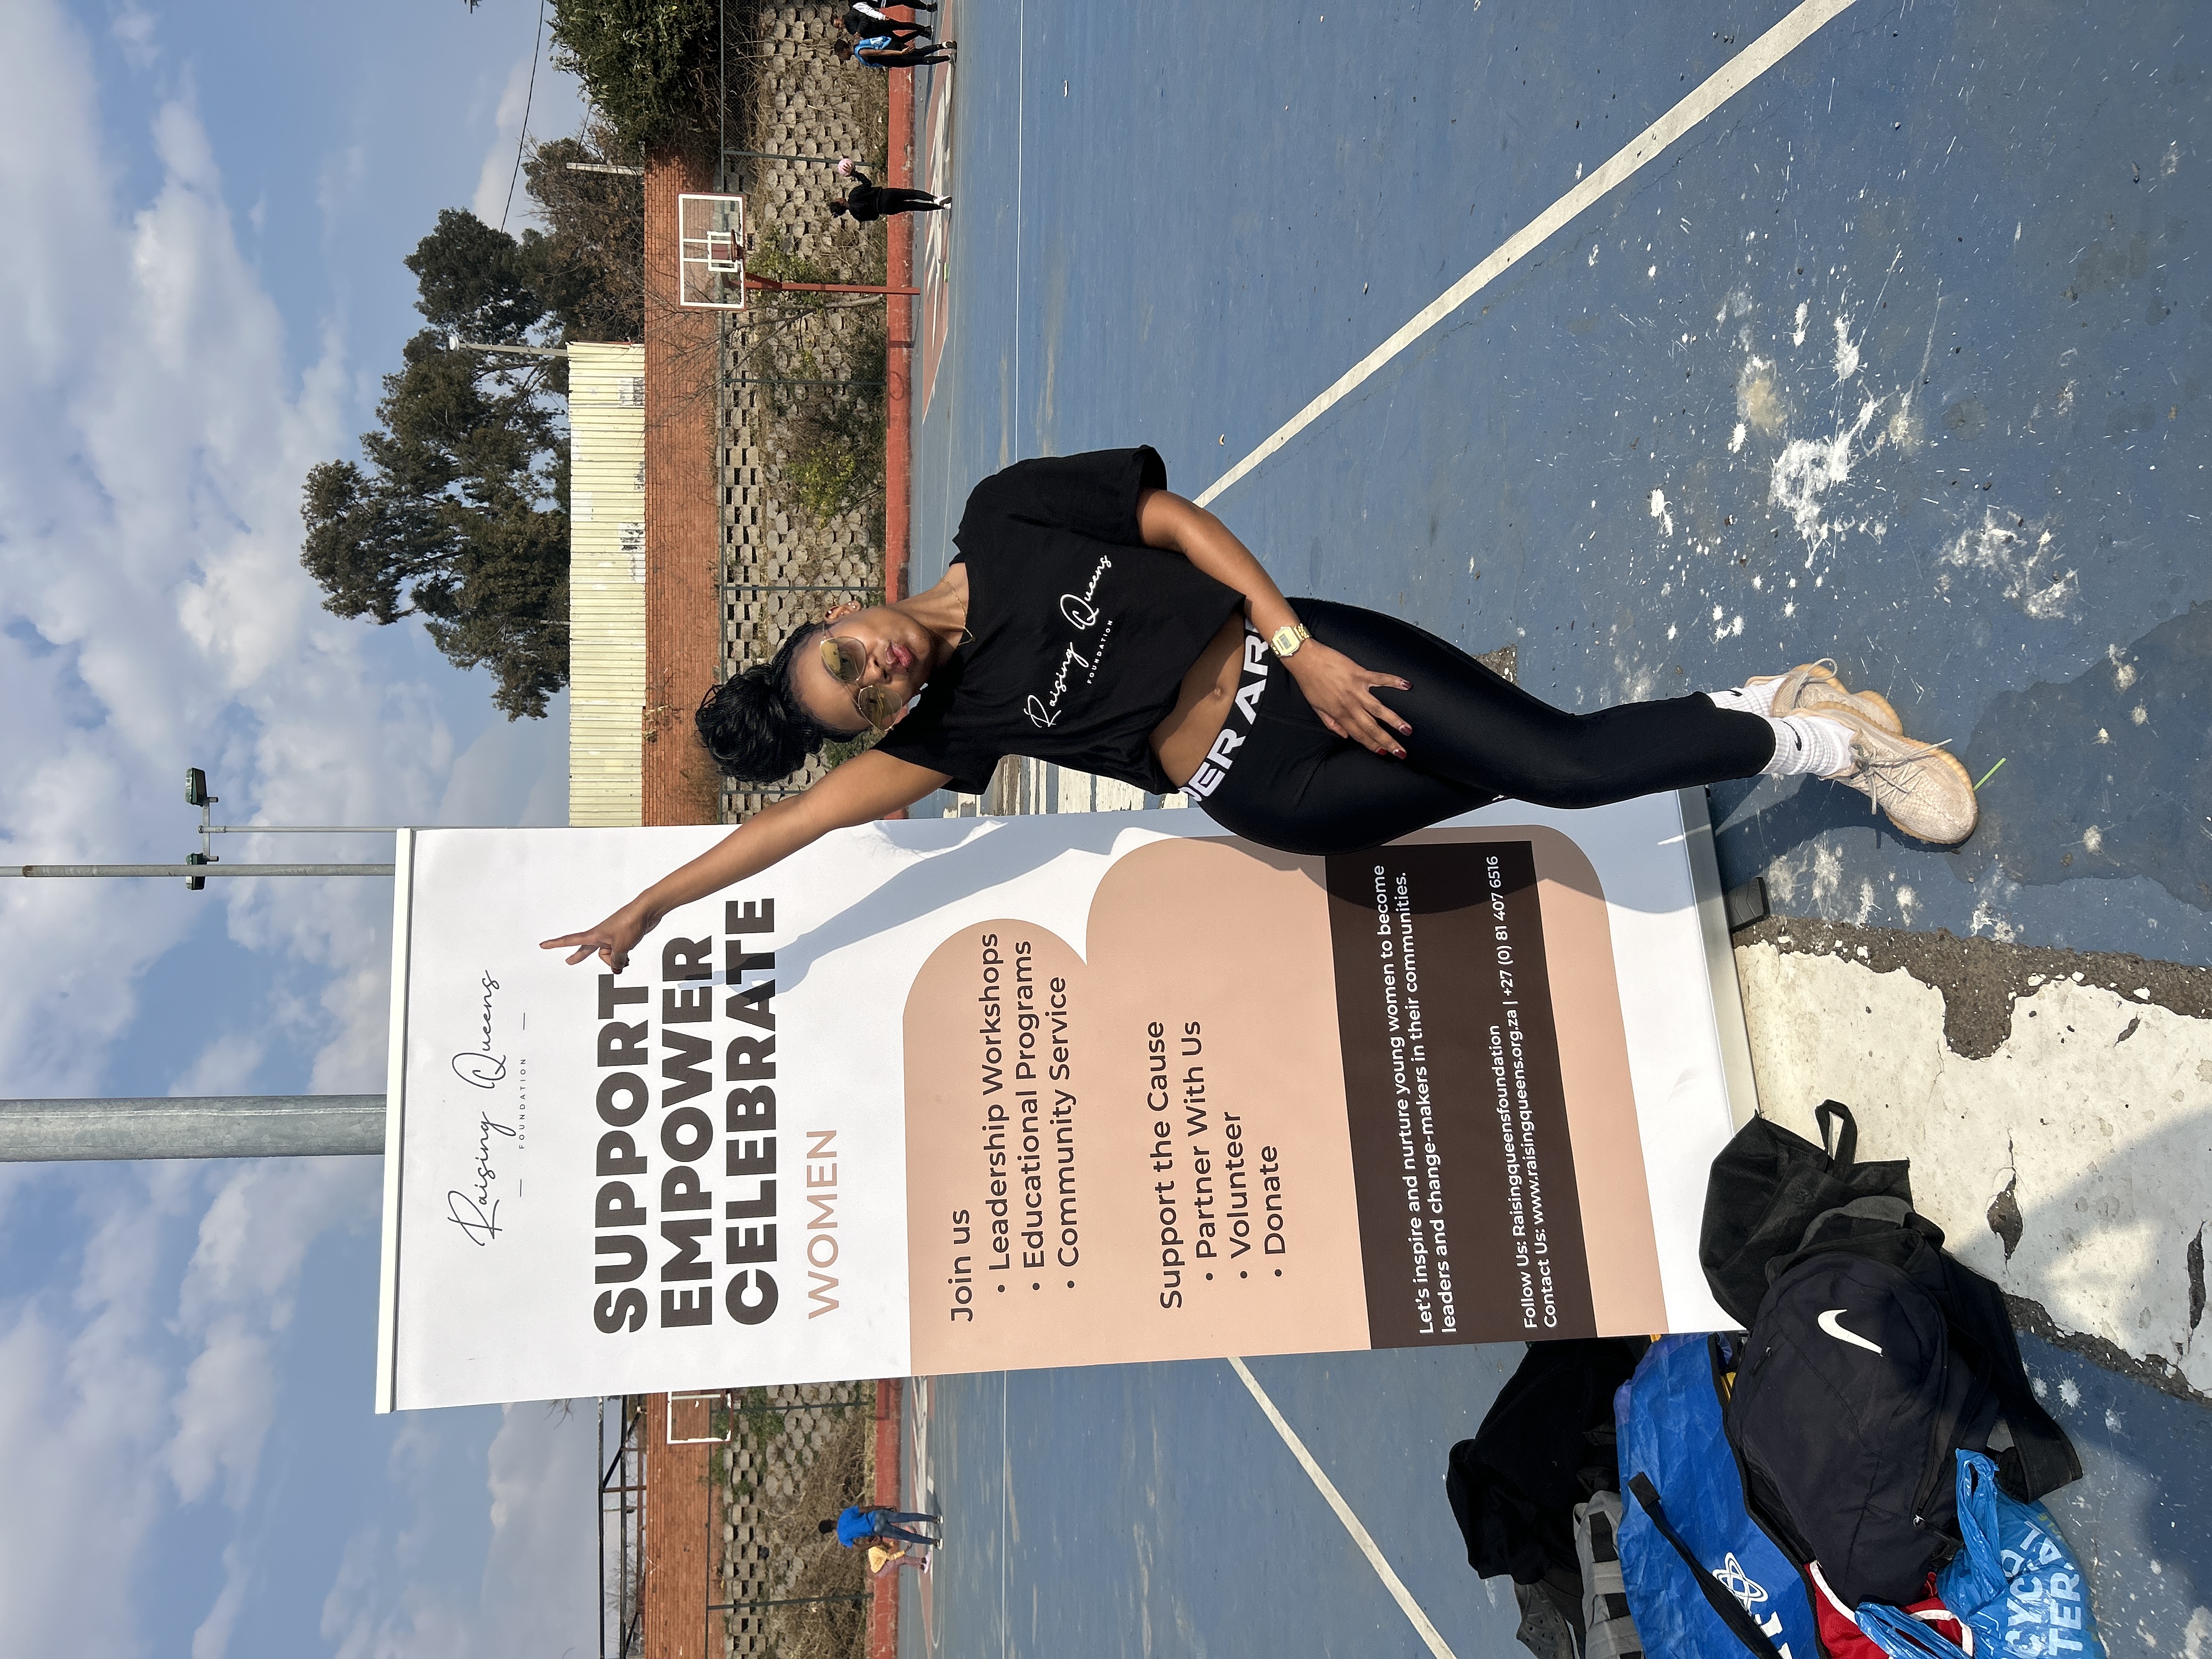 Raising Queens
FOUNDATION
SUPPORT
EMPOWER
CELEBRATE
WOMEN
Join us
• Leadership Workshops
• Educational Programs
• Community Service
Support the Cause
• Partner With Us
• Volunteer
• Donate
Let's inspire and nurture young women to become
leaders and change-makers in their communities.
Follow Us: Raisingqueensfoundation
Contact Us: www.raisingqueens.org.za | +27 (0) 81 407 6516
Raising Queens
FOUNDATION
DER AR